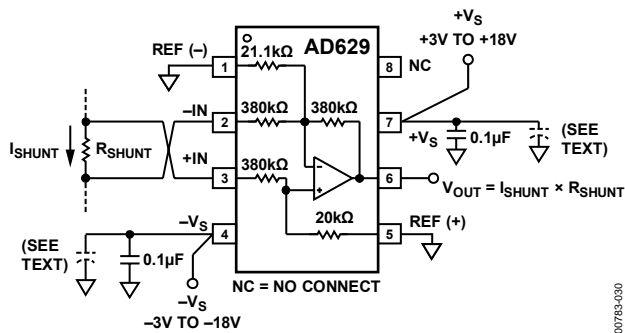 +VS
+3V TO +18V
REF (–)
21.1kΩ
AD629
1
8
NC
–IN
380kΩ
380kΩ
2
7
+VS
0.1µF
(SEE
TEXT)
ISHUNT
RSHUNT
+IN
380kΩ
–
+
3
6
VOUT = ISHUNT × RSHUNT
–VS
20kΩ
REF (+)
4
5
(SEE
TEXT)
0.1µF
–VS
–3V TO –18V
NC = NO CONNECT
00783-030